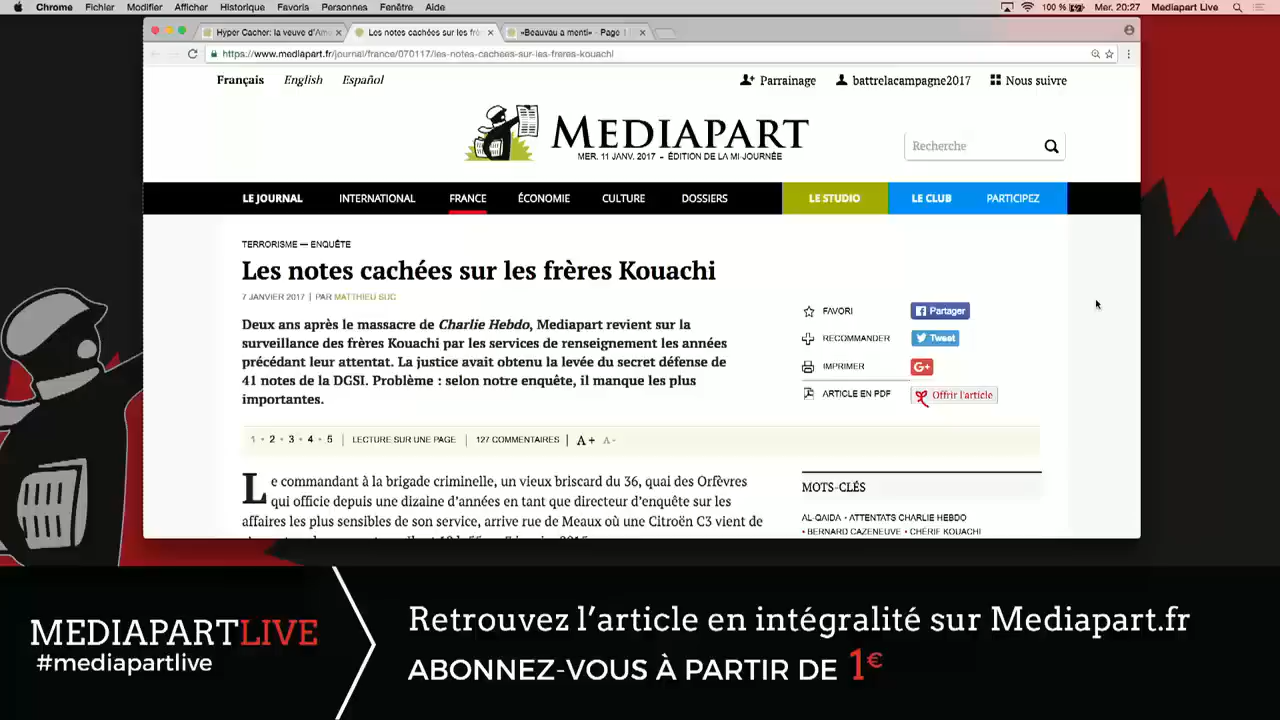 Chrome Fichier Modifier Affichage Historique Favoris Personnes Fenêtre Aide 100 % Mer. 20:27 Mediapart Live
Hyper Cacher: la veuve d'Am Les notes cachées sur les frè «Beauvau a menti» - Page 1
https://www.mediapart.fr/journal/france/070117/les-notes-cachees-sur-les-freres-kouachi
Français English Español Parrainage battrelacampagne2017 Nous suivre
MEDIAPART
MER. 11 JANV. 2017 – ÉDITION DE LA MI-JOURNÉE
Recherche
LE JOURNAL INTERNATIONAL FRANCE ÉCONOMIE CULTURE DOSSIERS LE STUDIO LE CLUB PARTICIPEZ
TERRORISME — ENQUÊTE
Les notes cachées sur les frères Kouachi
7 JANVIER 2017 | PAR MATTHIEU SUC
Deux ans après le massacre de Charlie Hebdo, Mediapart revient sur la
surveillance des frères Kouachi par les services de renseignement les années
précédant leur attentat. La justice avait obtenu la levée du secret défense de
41 notes de la DGSI. Problème : selon notre enquête, il manque les plus
importantes.
FAVORI Partager
RECOMMANDER Tweet
IMPRIMER G+
ARTICLE EN PDF Offrir l'article
1 • 2 • 3 • 4 • 5 | LECTURE SUR UNE PAGE | 127 COMMENTAIRES | A+ A-
Le commandant à la brigade criminelle, un vieux briscard du 36, quai des Orfèvres
qui officie depuis une dizaine d'années en tant que directeur d'enquête sur les
affaires les plus sensibles de son service, arrive rue de Meaux où une Citroën C3 vient de
MOTS-CLÉS
AL-QAIDA • ATTENTATS CHARLIE HEBDO
• BERNARD CAZENEUVE • CHÉRIF KOUACHI
MEDIAPARTLIVE
#mediapartlive
Retrouvez l'article en intégralité sur Mediapart.fr
ABONNEZ-VOUS À PARTIR DE 1€